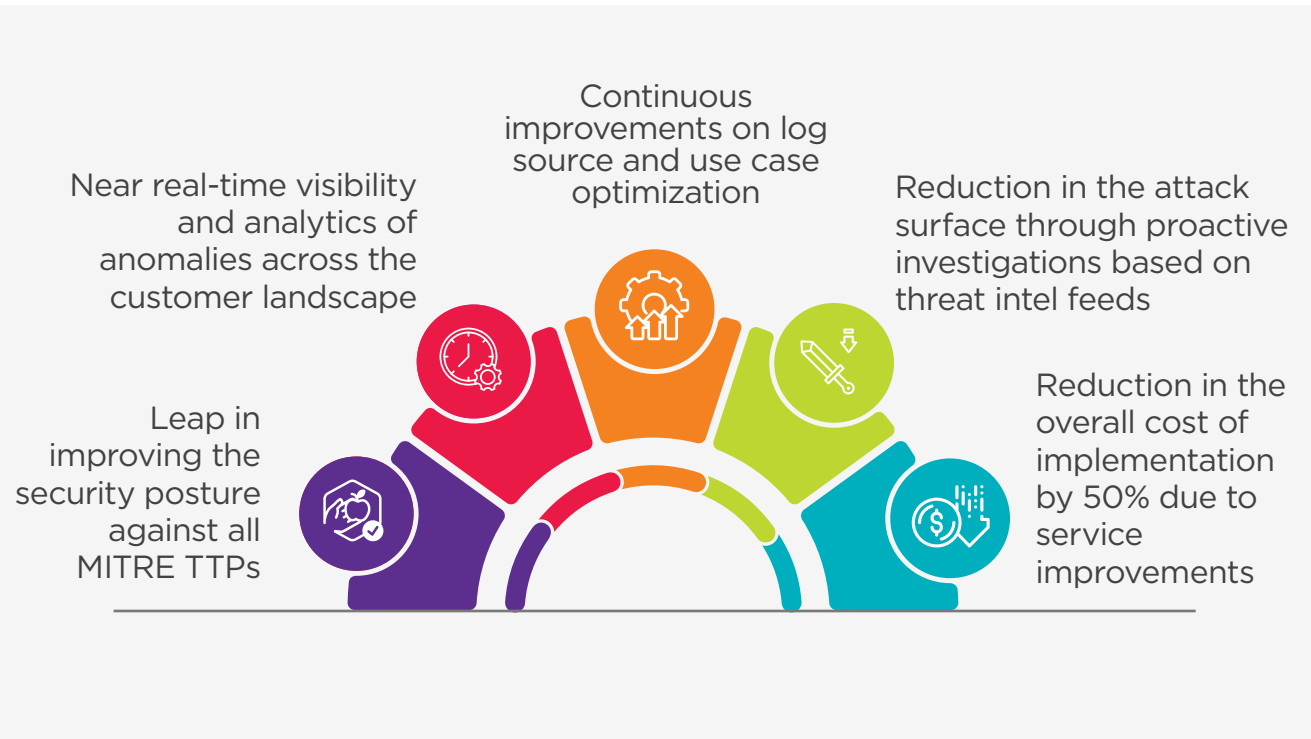 Continuous
improvements on log
source and use case
optimization
Near real-time visibility
and analytics of
anomalies across the
customer landscape
Reduction in the attack
surface through proactive
investigations based on
threat intel feeds
Leap in
improving the
security posture
against all
MITRE TTPs
Reduction in the
overall cost of
implementation
by 50% due to
service
improvements
$